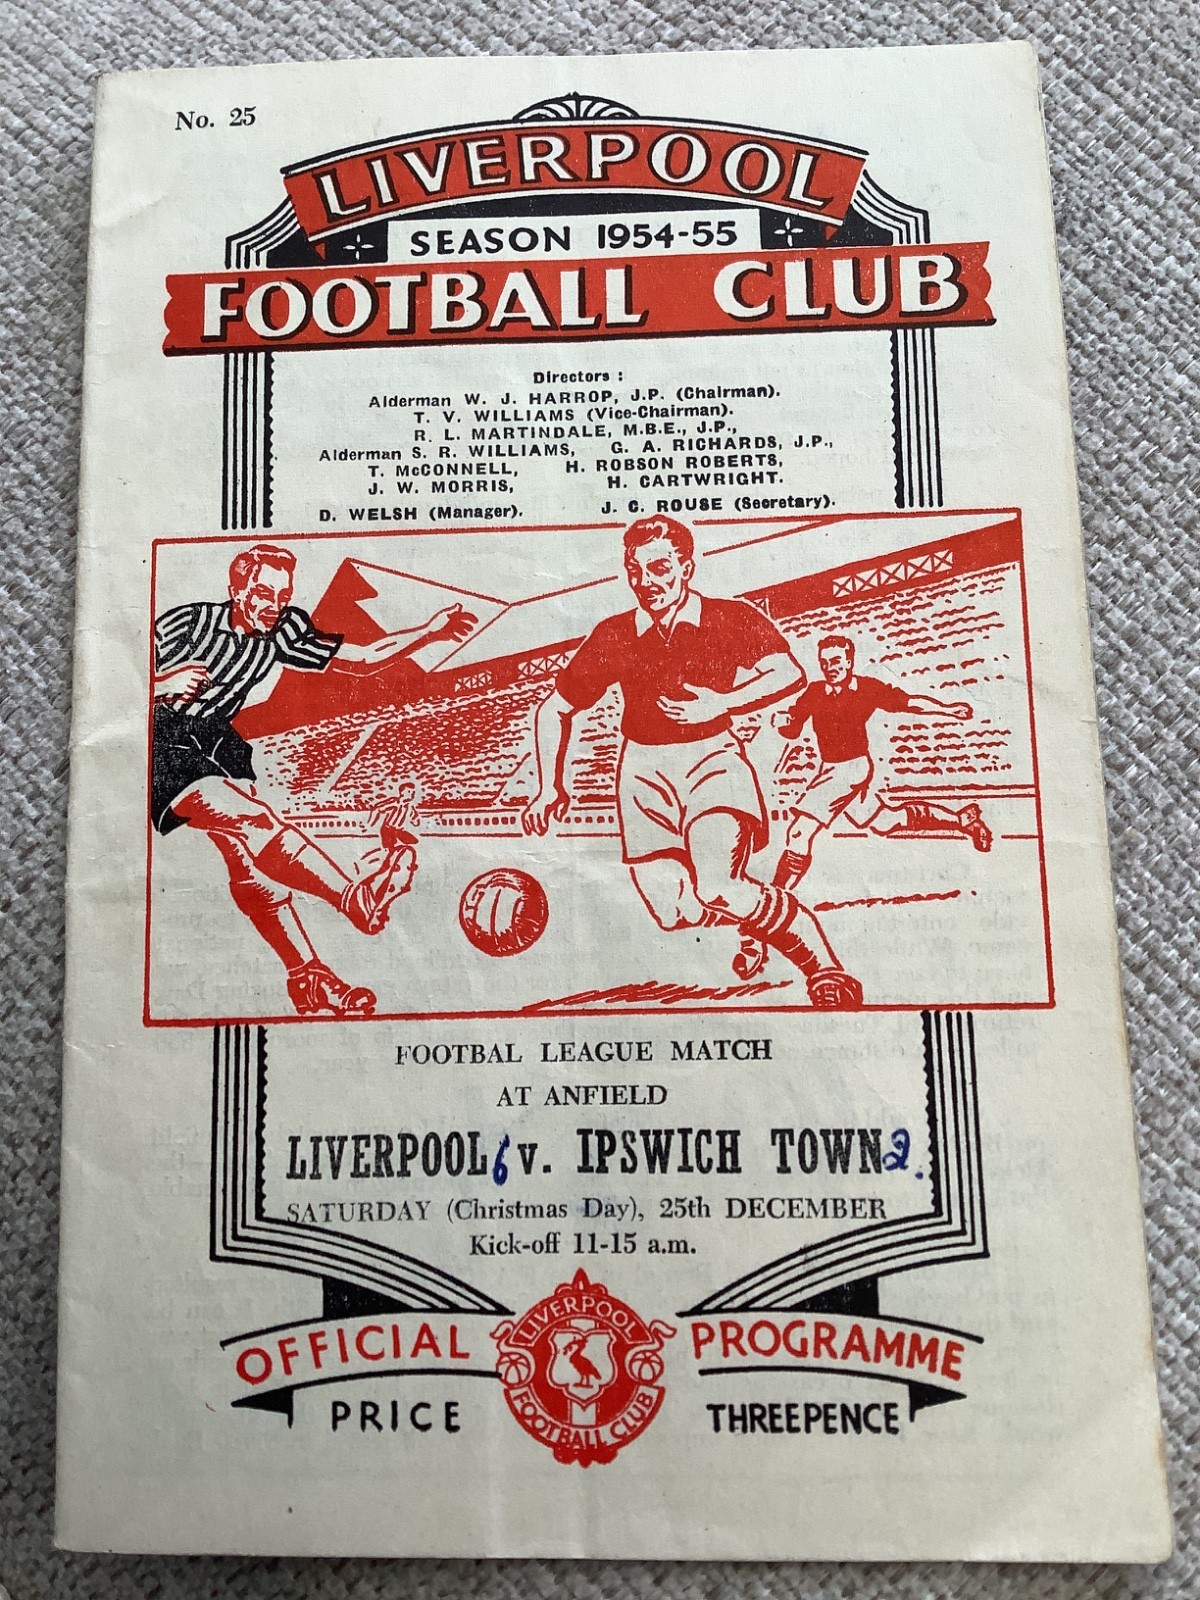 No. 25
LIVERPOOL
SEASON 1954-55
FOOTBALL CLUB
Directors :
Alderman W. J. HARROP, J.P. (Chairman).
T. V. WILLIAMS (Vice-Chairman).
R. L. MARTINDALE, M.B.E., J.P.,
Alderman S. R. WILLIAMS, G. A. RICHARDS, J.P.,
T. McCONNELL, H. ROBSON ROBERTS,
J. W. MORRIS, H. CARTWRIGHT.
D. WELSH (Manager). J. C. ROUSE (Secretary).
FOOTBAL LEAGUE MATCH
AT ANFIELD
LIVERPOOL 6 v. IPSWICH TOWN 2.
SATURDAY (Christmas Day), 25th DECEMBER
Kick-off 11-15 a.m.
OFFICIAL PROGRAMME
LIVERPOOL
FOOTBALL CLUB
PRICE THREEPENCE